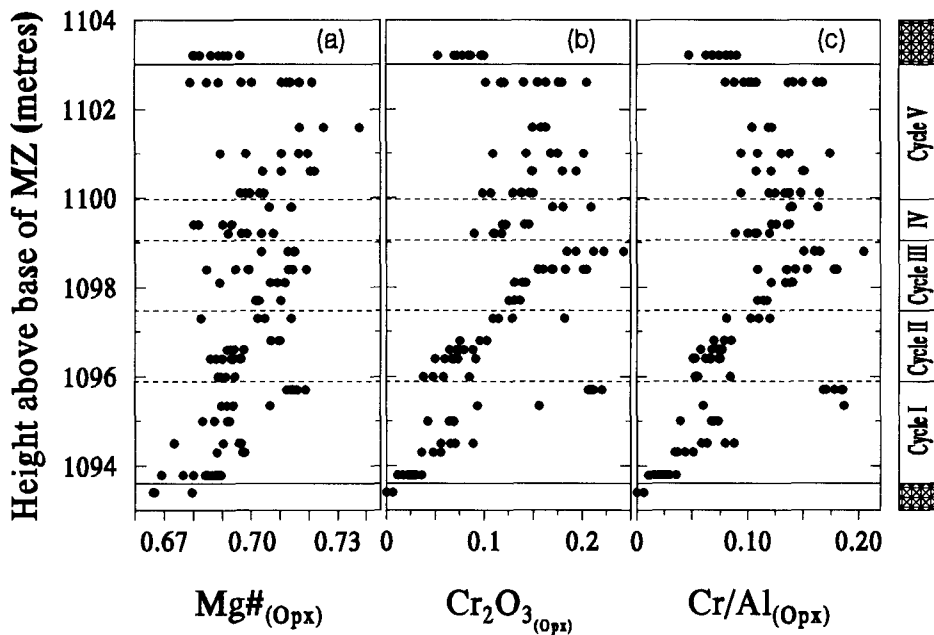 Height above base of MZ (metres)
1104
1102
1100
1098
1096
1094
(a)
(b)
(c)
Cycle V
IV
Cycle III
Cycle II
Cycle I
0.67 0.70 0.73
0 0.1 0.2
0 0.10 0.20
Mg#(Opx)
Cr2O3(Opx)
Cr/Al(Opx)